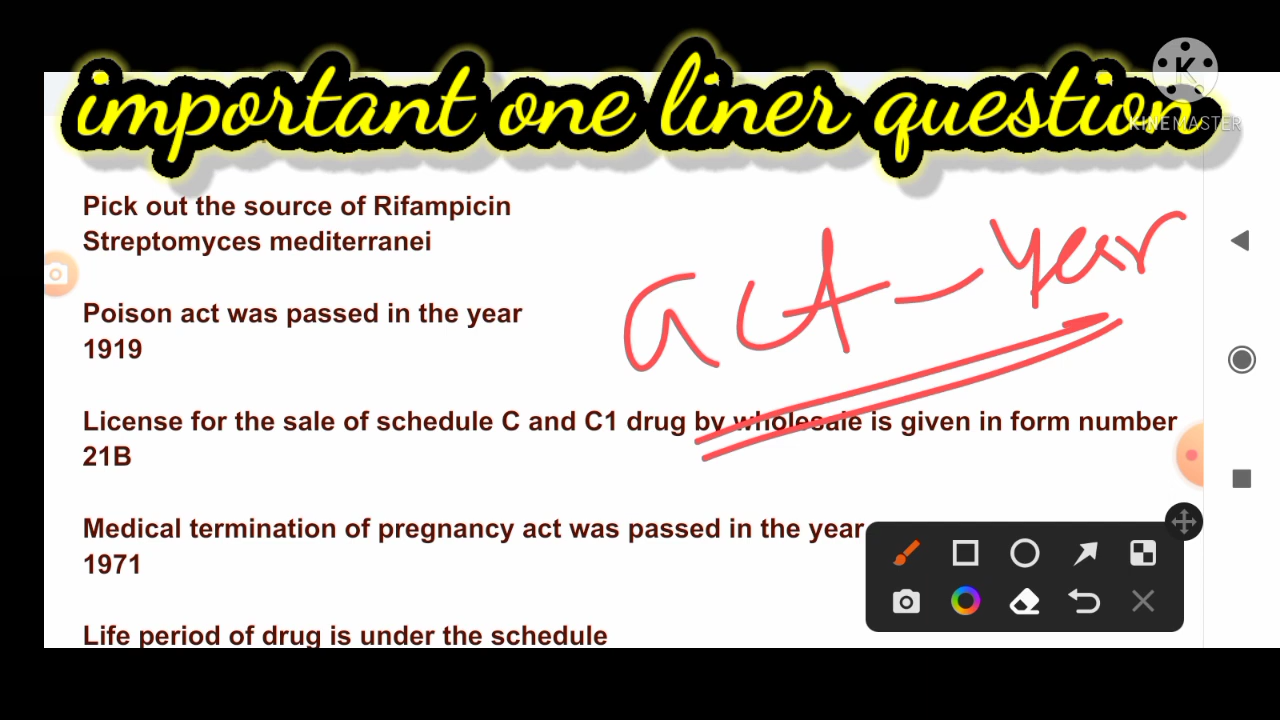 important one liner question
KINEMASTER
Pick out the source of Rifampicin
Streptomyces mediterranei
act - year
Poison act was passed in the year
1919
License for the sale of schedule C and C1 drug by wholesale is given in form number
21B
Medical termination of pregnancy act was passed in the year
1971
Life period of drug is under the schedule